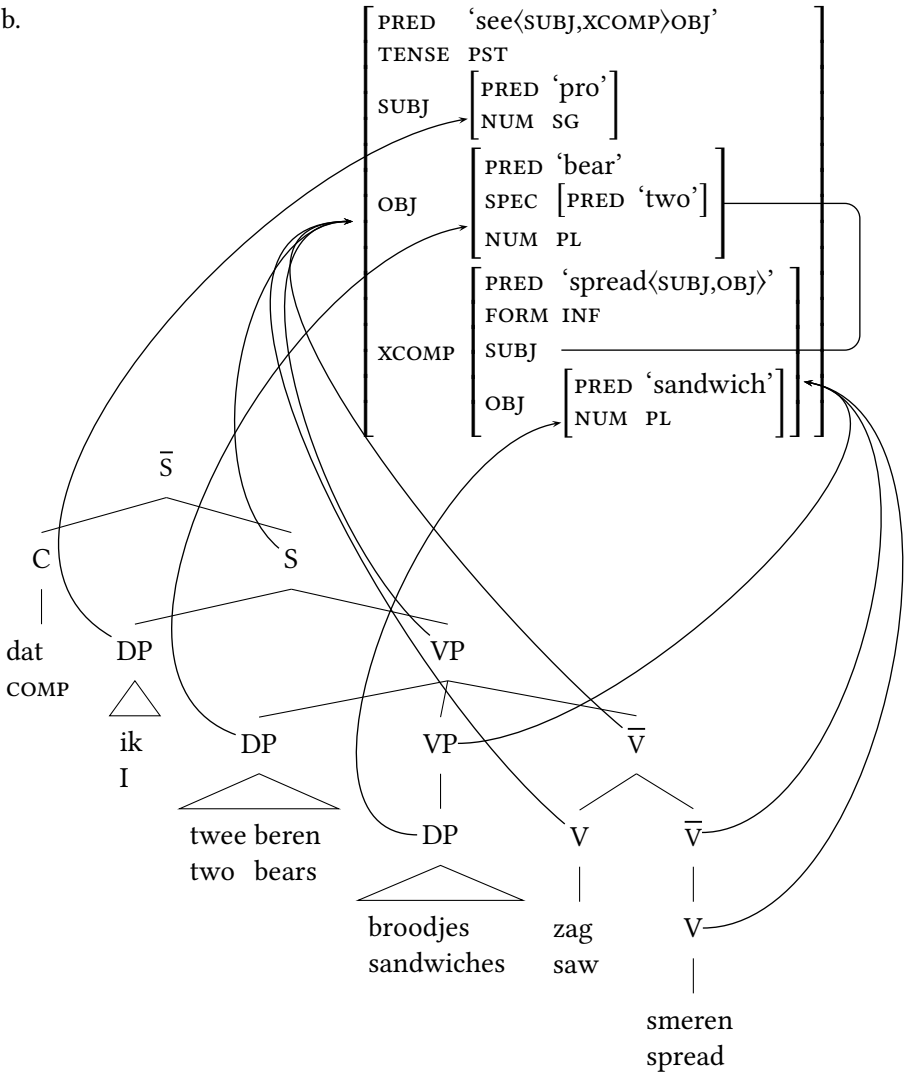 b.
PRED ‘see⟨SUBJ,XCOMP⟩OBJ’
TENSE PST
SUBJ
PRED ‘pro’
NUM SG
OBJ
PRED ‘bear’
SPEC [PRED ‘two’]
NUM PL
XCOMP
PRED ‘spread⟨SUBJ,OBJ⟩’
FORM INF
SUBJ
OBJ
PRED ‘sandwich’
NUM PL
S̅
C S
dat DP VP
COMP
ik DP VP V̅
I
twee beren DP V V̅
two bears
broodjes zag V
sandwiches saw
smeren
spread